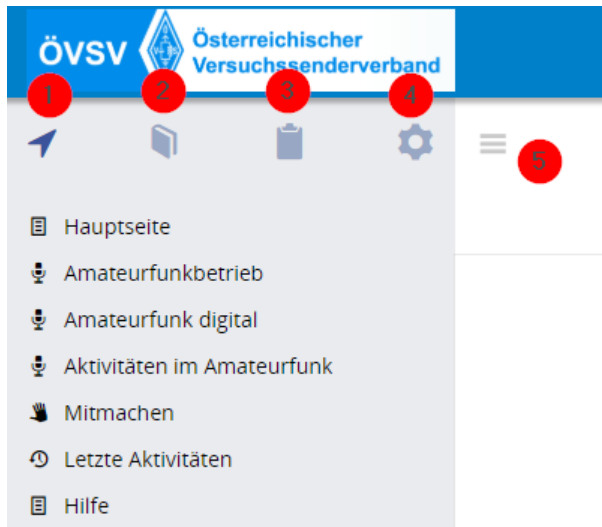 ÖVSV
Österreichischer
Versuchssenderverband
1
2
3
4
5
Hauptseite
Amateurfunkbetrieb
Amateurfunk digital
Aktivitäten im Amateurfunk
Mitmachen
Letzte Aktivitäten
Hilfe